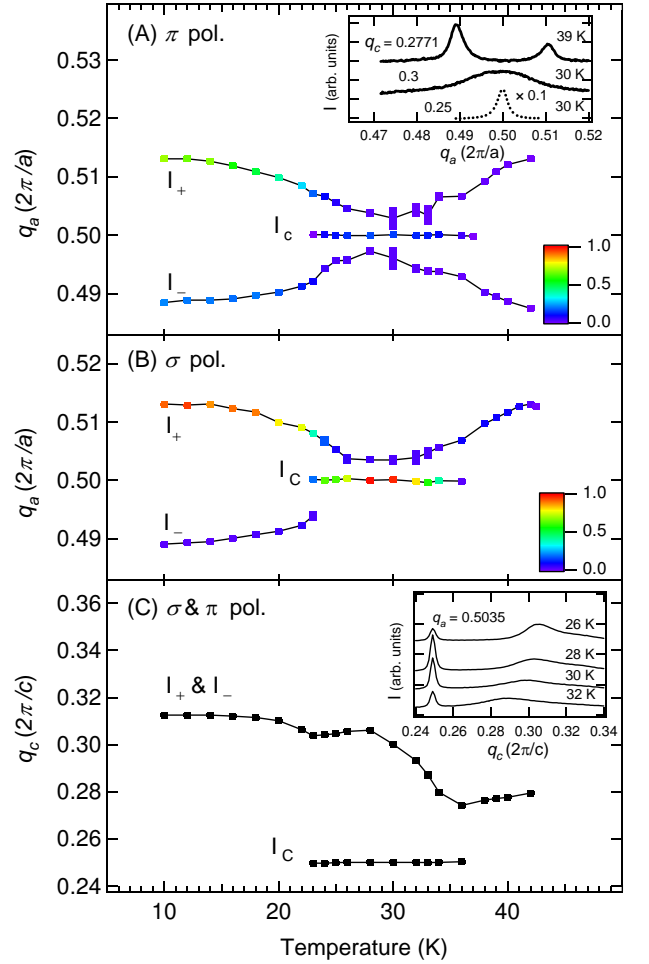 (A) π pol.
q_c = 0.2771
39 K
0.3
30 K
0.25
× 0.1
30 K
I (arb. units)
0.47 0.48 0.49 0.50 0.51 0.52
q_a (2π/a)
0.53
0.52
0.51
0.50
0.49
q_a (2π/a)
I_+
I_c
I_−
1.0
0.5
0.0
(B) σ pol.
0.52
0.51
0.50
0.49
q_a (2π/a)
I_+
I_C
I_−
1.0
0.5
0.0
(C) σ & π pol.
q_a = 0.5035
26 K
28 K
30 K
32 K
I (arb. units)
0.24 0.26 0.28 0.30 0.32 0.34
q_c (2π/c)
0.36
0.34
0.32
0.30
0.28
0.26
0.24
q_c (2π/c)
I_+ & I_−
I_C
10 20 30 40
Temperature (K)